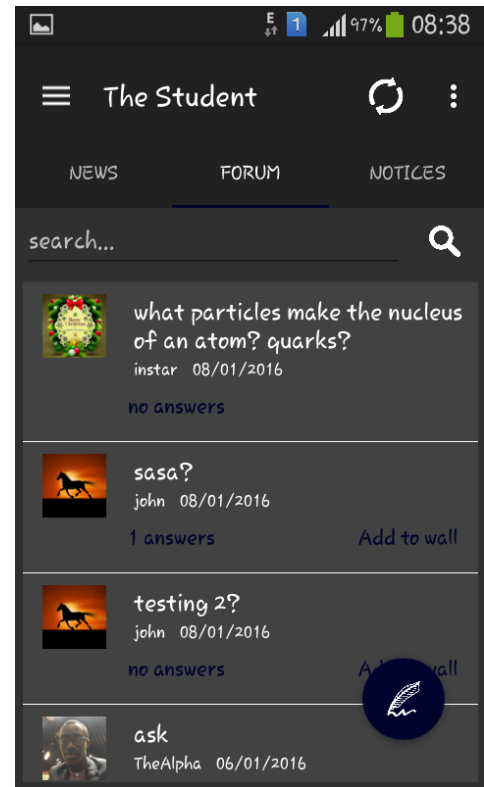 E 1 97% 08:38
The Student
NEWS FORUM NOTICES
search...
what particles make the nucleus
of an atom? quarks?
instar 08/01/2016
no answers
sasa?
john 08/01/2016
1 answers Add to wall
testing 2?
john 08/01/2016
no answers wall
ask
TheAlpha 06/01/2016